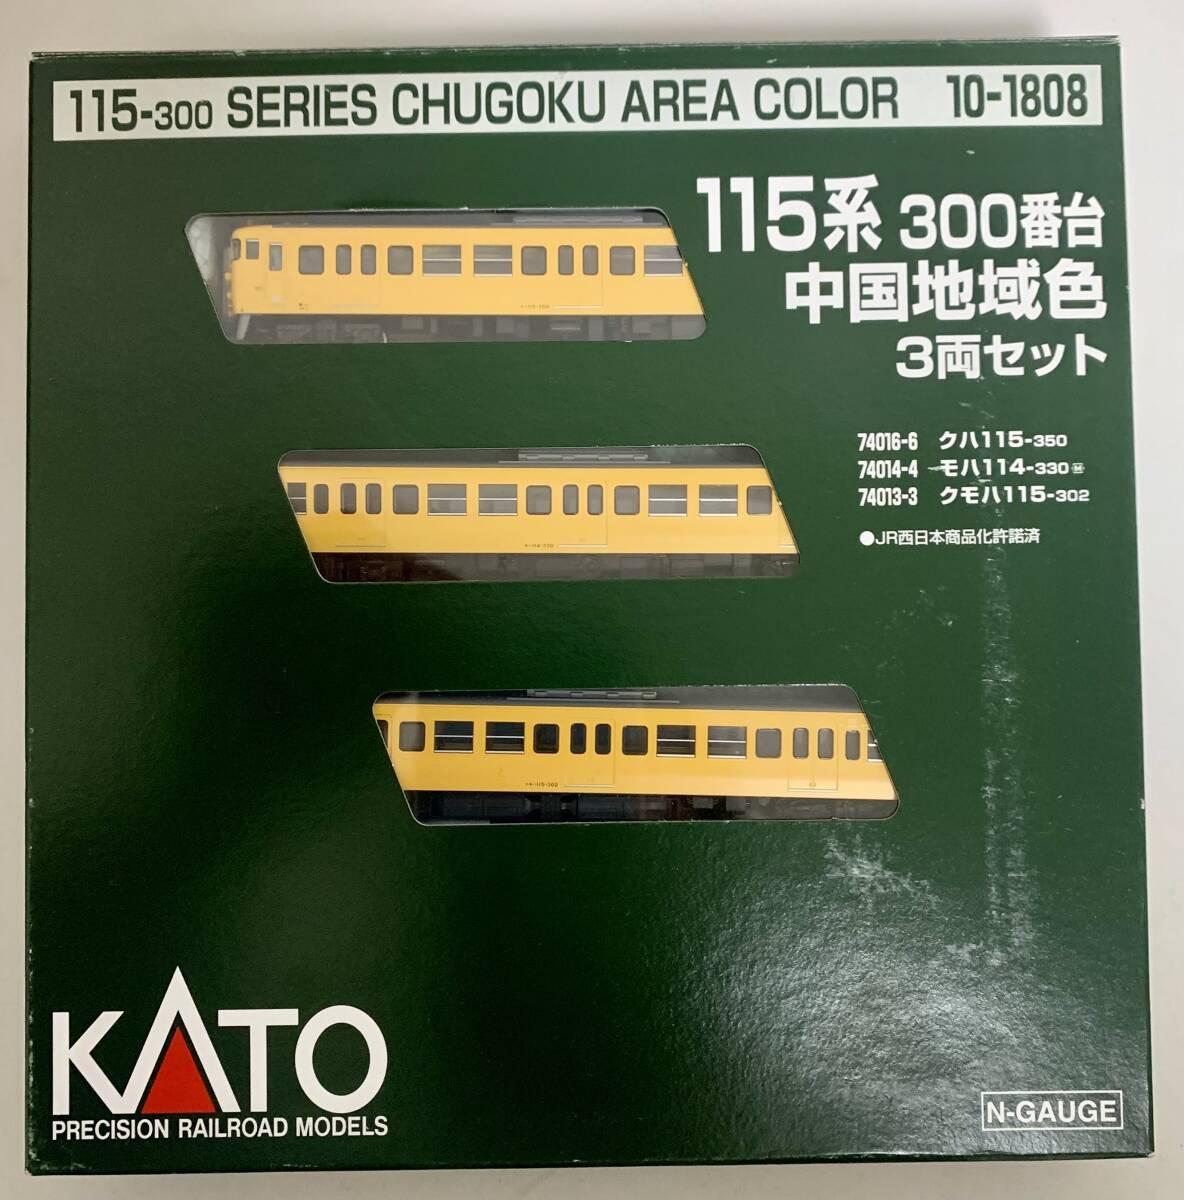 115-300 SERIES CHUGOKU AREA COLOR 10-1808
115系 300番台
中国地域色
3両セット
74016-6 クハ115-350
74014-4 モハ114-330Ⓜ
74013-3 クモハ115-302
●JR西日本商品化許諾済
KATO
PRECISION RAILROAD MODELS
N-GAUGE